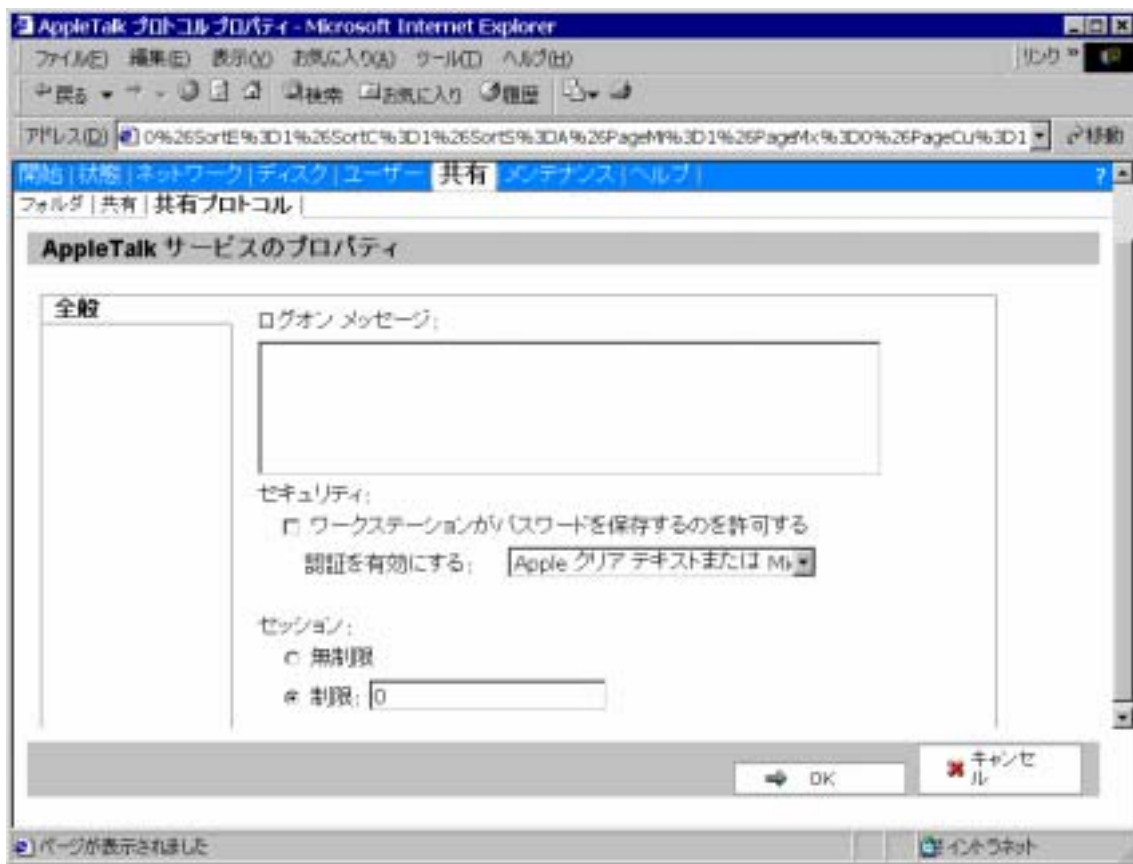 AppleTalk プロトコル プロパティ - Microsoft Internet Explorer
ファイル(F) 編集(E) 表示(V) お気に入り(A) ツール(T) ヘルプ(H) リンク »
戻る 検索 お気に入り 履歴
アドレス(D) 0%26SortE%3D1%26SortC%3D1%26SortS%3DA%26PageMi%3D1%26PageMx%3D0%26PageCu%3D1 移動
開始 | 状態 | ネットワーク | ディスク | ユーザー 共有 メンテナンス | ヘルプ | ?
フォルダ | 共有 | 共有プロトコル |
AppleTalk サービスのプロパティ
全般
ログオン メッセージ:
セキュリティ:
ワークステーションがパスワードを保存するのを許可する
認証を有効にする: Apple クリア テキストまたは Mi
セッション:
無制限
制限: 0
OK
キャンセ
ル
ページが表示されました イントラネット